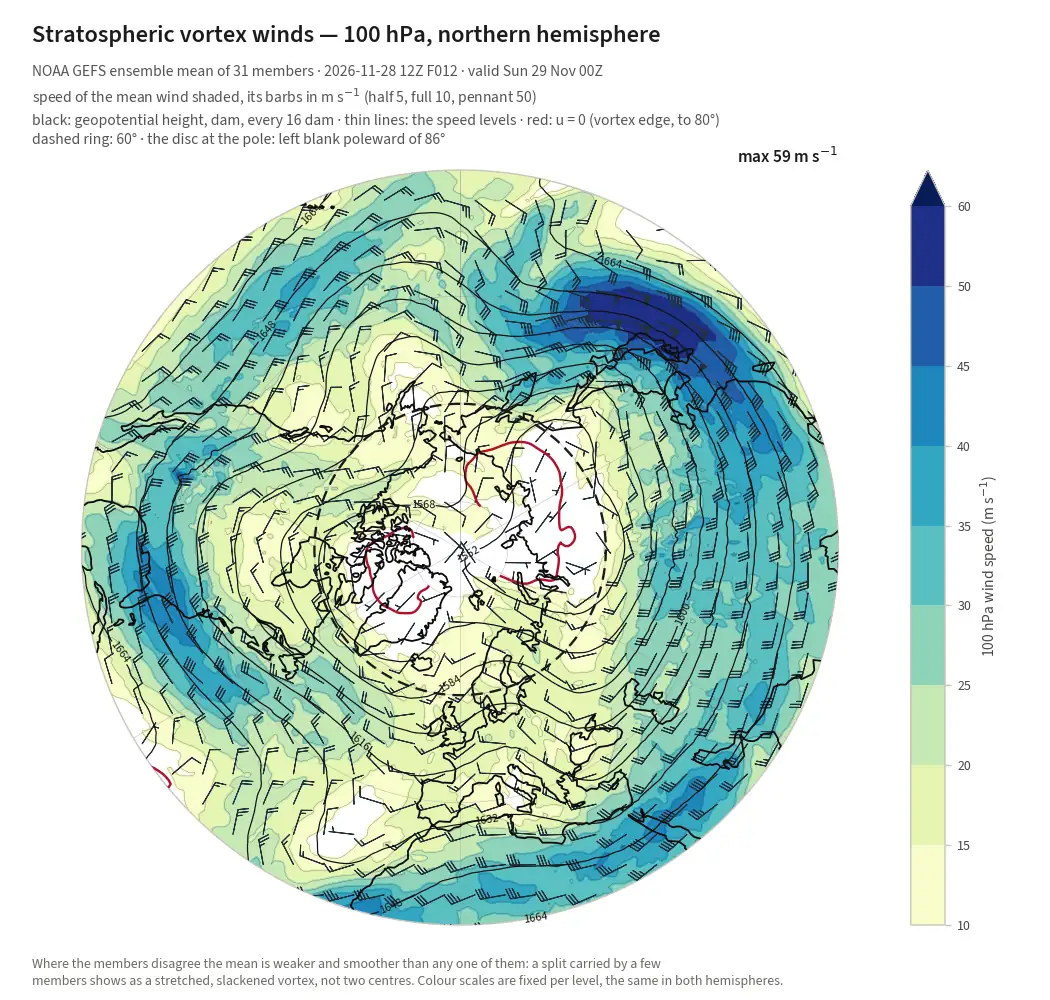 Stratospheric vortex winds — 100 hPa, northern hemisphere
NOAA GEFS ensemble mean of 31 members · 2026-11-28 12Z F012 · valid Sun 29 Nov 00Z
speed of the mean wind shaded, its barbs in m s⁻¹ (half 5, full 10, pennant 50)
black: geopotential height, dam, every 16 dam · thin lines: the speed levels · red: u = 0 (vortex edge, to 80°)
dashed ring: 60° · the disc at the pole: left blank poleward of 86°
max 59 m s⁻¹
1664
1648
1568
1584
1616
1664
1632
1664
60
50
45
40
35
30
25
20
15
10
100 hPa wind speed (m s⁻¹)
Where the members disagree the mean is weaker and smoother than any one of them: a split carried by a few
members shows as a stretched, slackened vortex, not two centres. Colour scales are fixed per level, the same in both hemispheres.